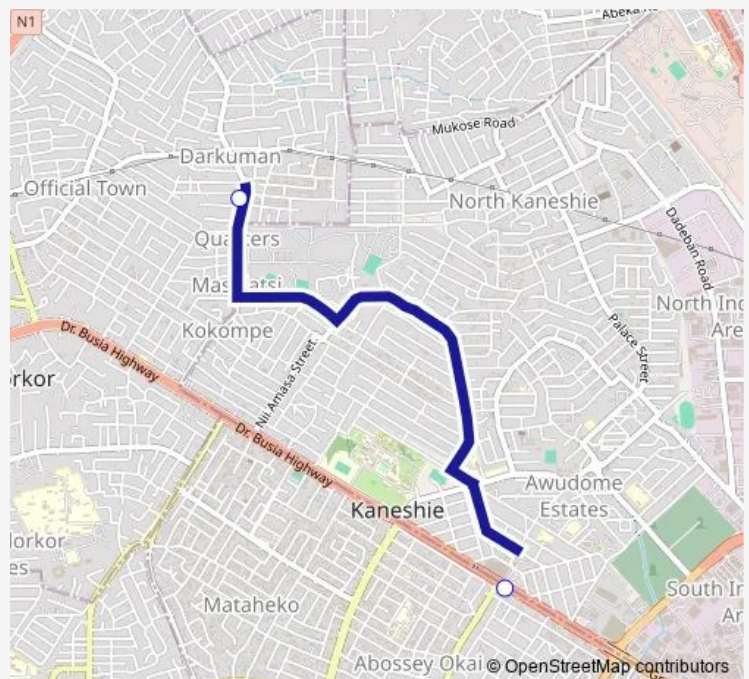 N1
Abeka
Mukose Road
Darkuman
Official Town
North Kaneshie
Dadeban Road
Quarters
North Ind
Are
Kokompe
Palace Street
Dr. Busia Highway
Nii Amasa Street
orkor
Dr. Busia Highway
Awudome
Estates
Kaneshie
lorkor
es
South In
Ar
Mataheko
Abossey Okai
© OpenStreetMap contributors